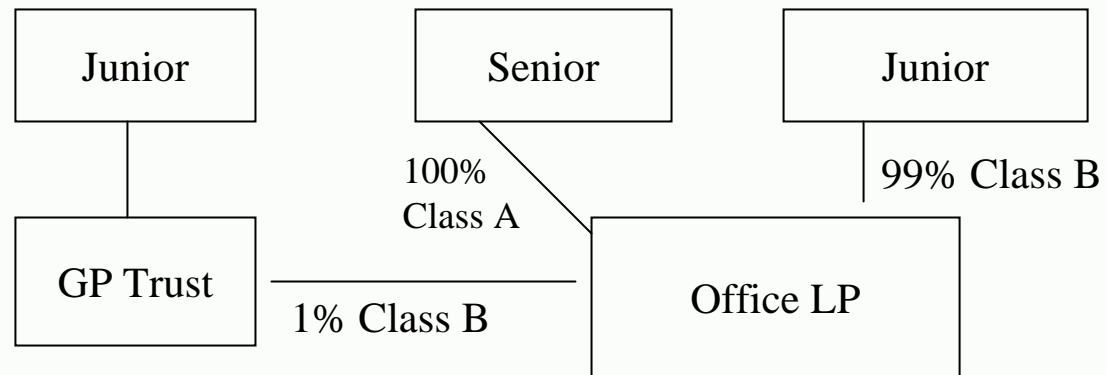 Junior
Senior
Junior
100%
Class A
99% Class B
GP Trust
1% Class B
Office LP